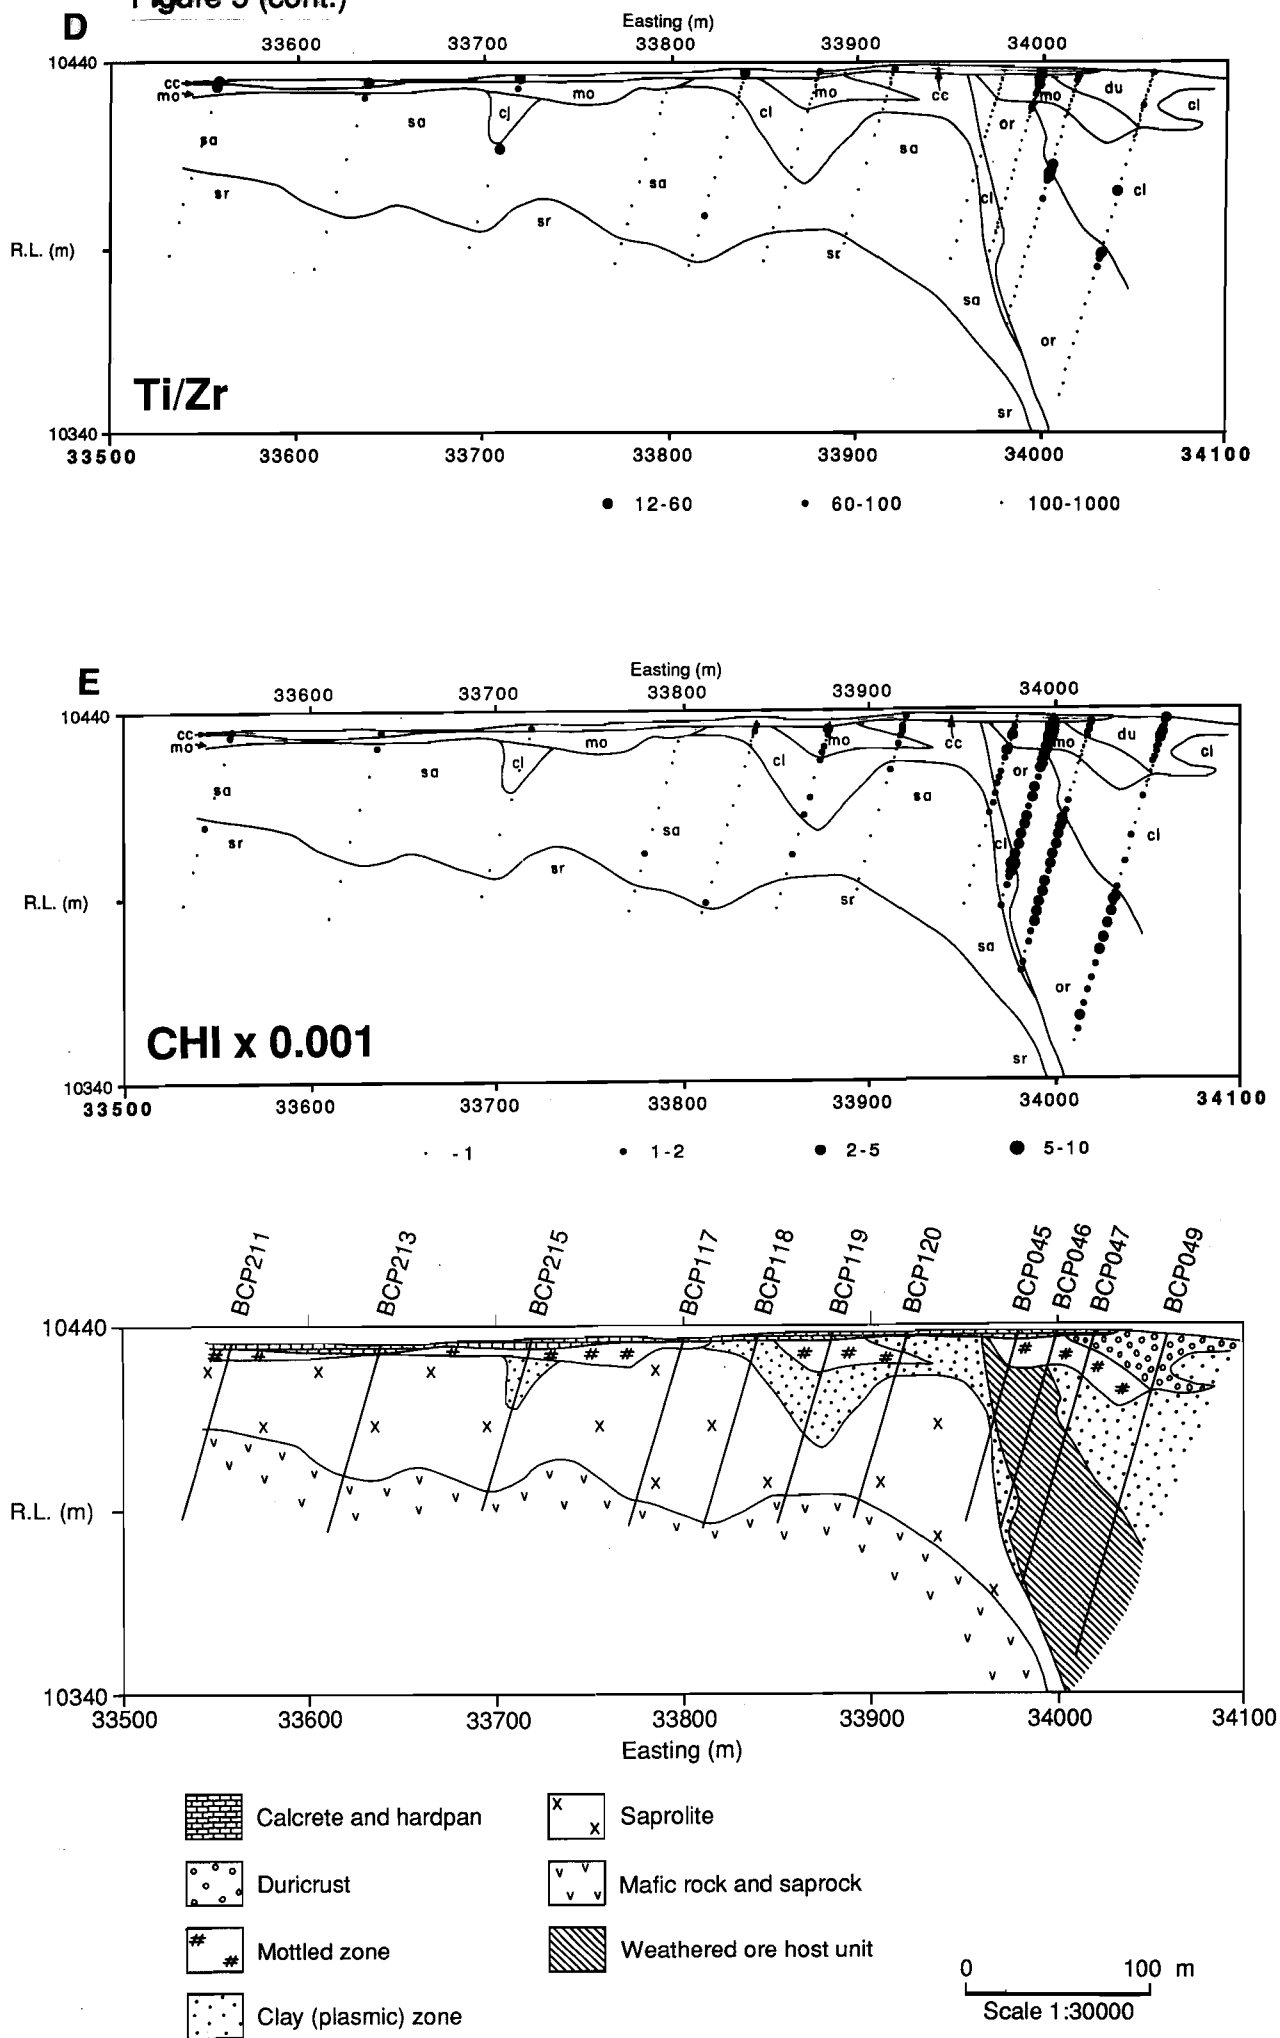 Figure 5 (cont.)
D
Easting (m)
33600 33700 33800 33900 34000
10440
cc
mo
sa
sr
sa
cj
mo
sr
sa
cl
mo
cc
sa
sr
or
mo
du
cl
cl
cl
sa
or
sr
R.L. (m)
Ti/Zr
10340
33500 33600 33700 33800 33900 34000 34100
12-60 60-100 100-1000
E
Easting (m)
33600 33700 33800 33900 34000
10440
cc
mo
sa
sr
sa
cl
mo
sr
sa
cl
mo
cc
sa
sr
or
mo
du
cl
cl
cl
sa
or
sr
R.L. (m)
CHI x 0.001
10340
33500 33600 33700 33800 33900 34000 34100
-1 1-2 2-5 5-10
BCP211 BCP213 BCP215 BCP117 BCP118 BCP119 BCP120 BCP045 BCP046 BCP047 BCP049
10440
R.L. (m)
10340
33500 33600 33700 33800 33900 34000 34100
Easting (m)
Calcrete and hardpan
Duricrust
Mottled zone
Clay (plasmic) zone
Saprolite
Mafic rock and saprock
Weathered ore host unit
0 100 m
Scale 1:30000